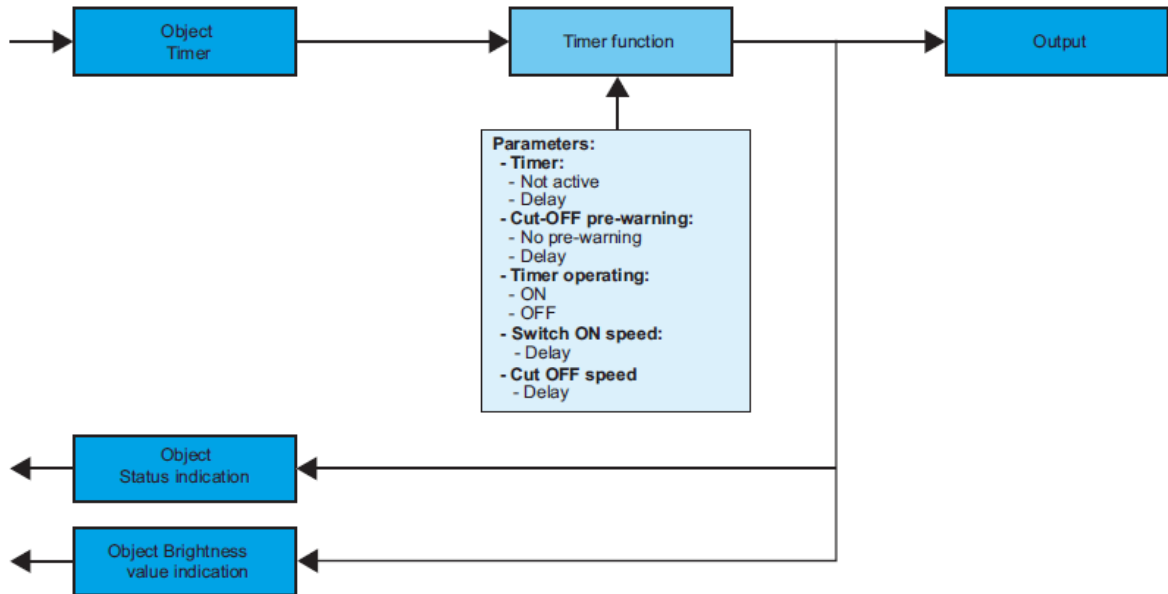 Object
Timer
Timer function
Output
Parameters:
- Timer:
- Not active
- Delay
- Cut-OFF pre-warning:
- No pre-warning
- Delay
- Timer operating:
- ON
- OFF
- Switch ON speed:
- Delay
- Cut OFF speed
- Delay
Object
Status indication
Object Brightness
value indication